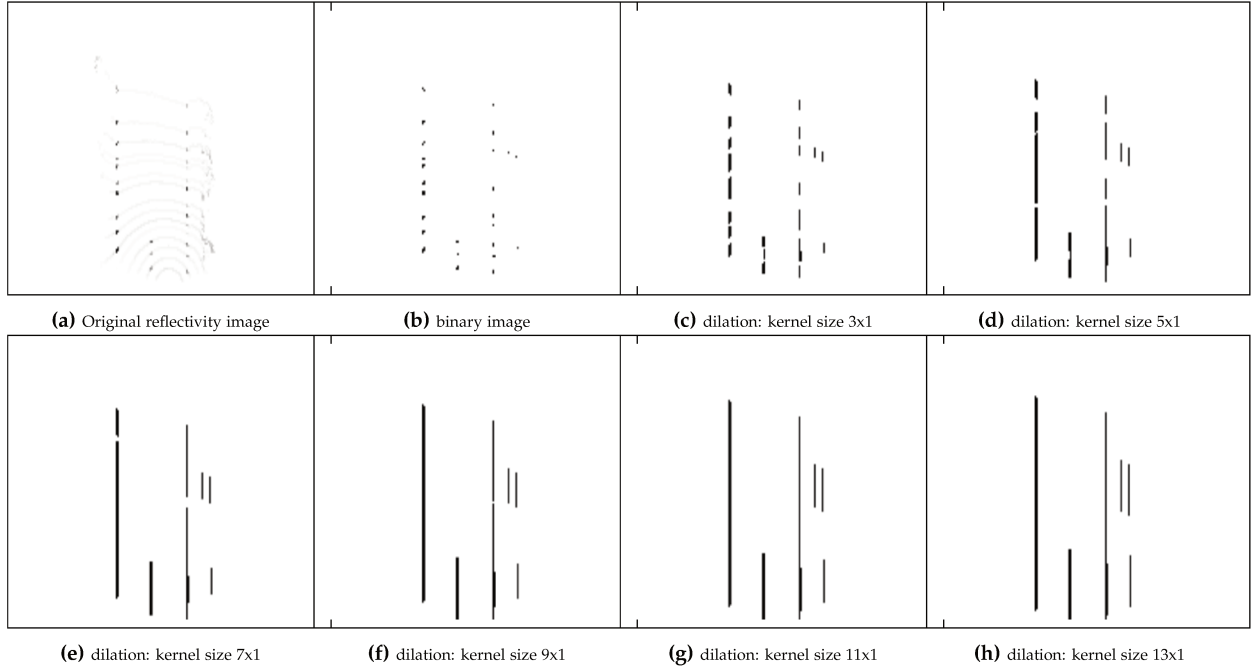 (a) Original reflectivity image
(b) binary image
(c) dilation: kernel size 3x1
(d) dilation: kernel size 5x1
(e) dilation: kernel size 7x1
(f) dilation: kernel size 9x1
(g) dilation: kernel size 11x1
(h) dilation: kernel size 13x1